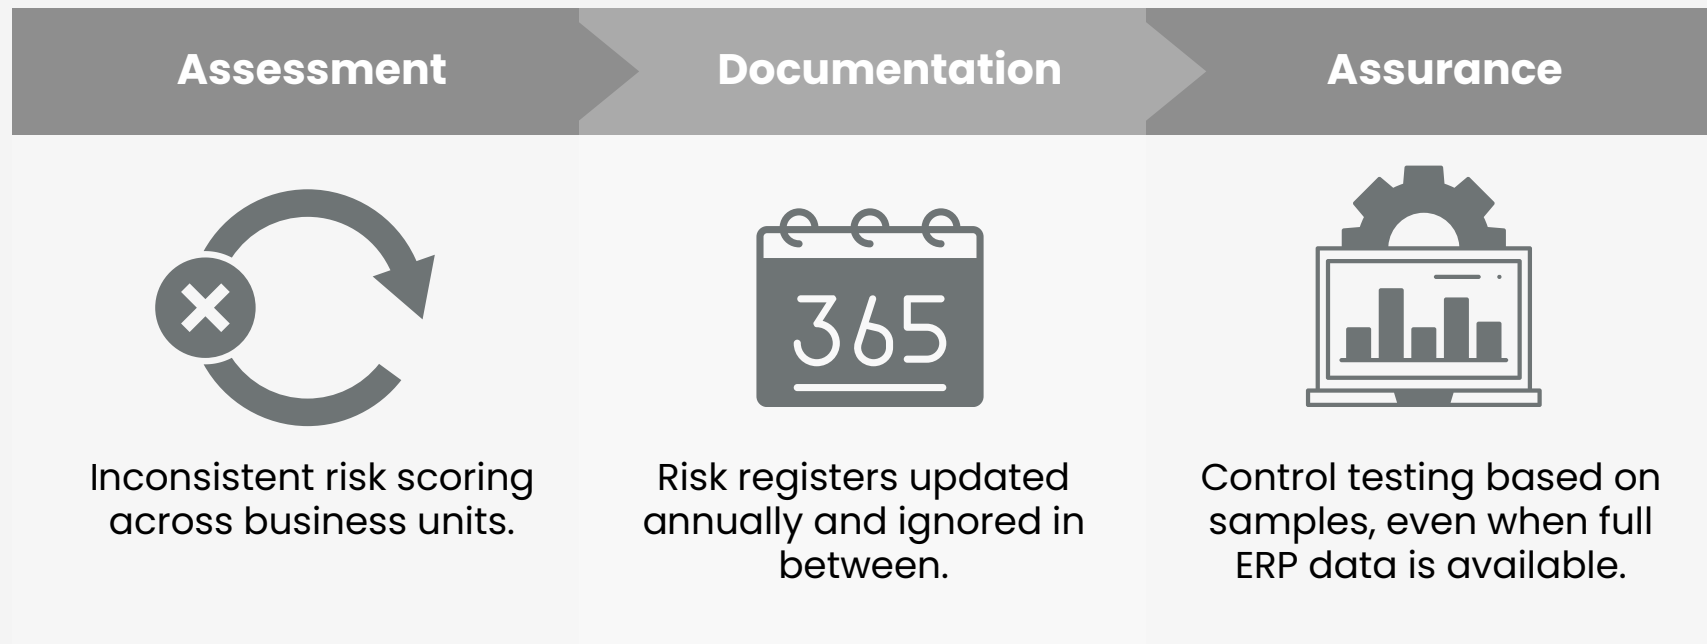 Assessment
Documentation
Assurance
365
Inconsistent risk scoring
across business units.
Risk registers updated
annually and ignored in
between.
Control testing based on
samples, even when full
ERP data is available.